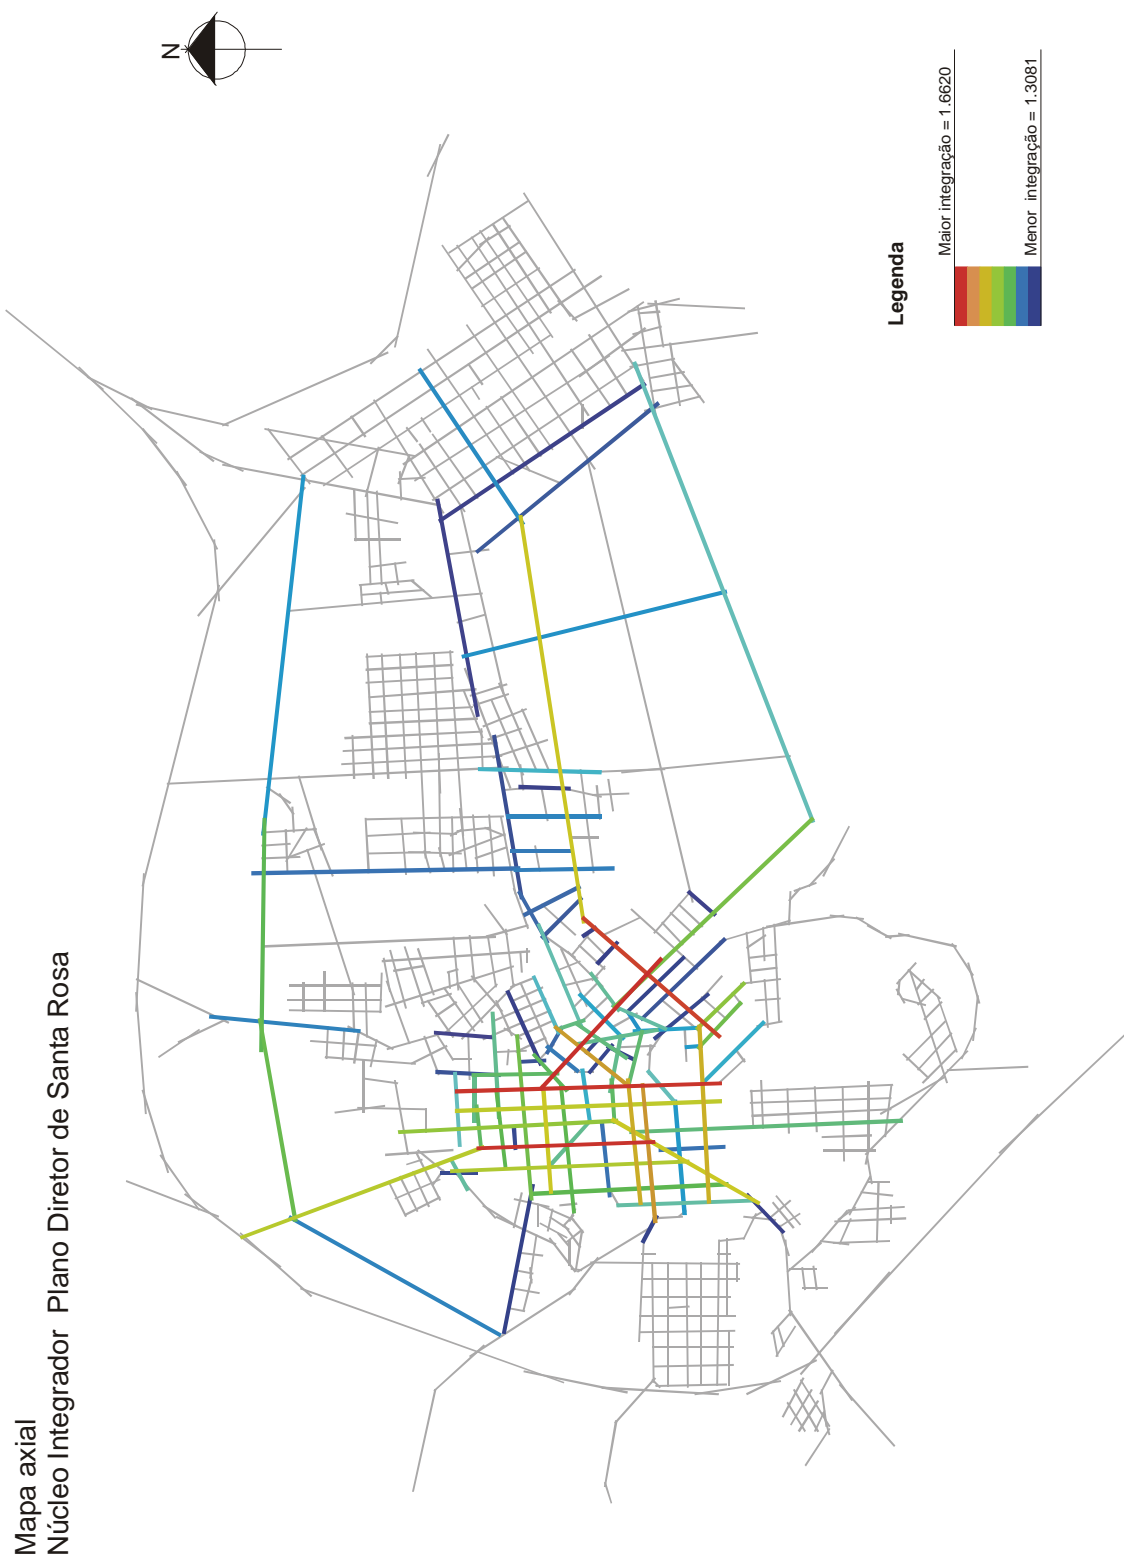 Mapa axial
Núcleo Integrador  Plano Diretor de Santa Rosa
N
Legenda
Maior integração = 1.6620
Menor  integração = 1.3081